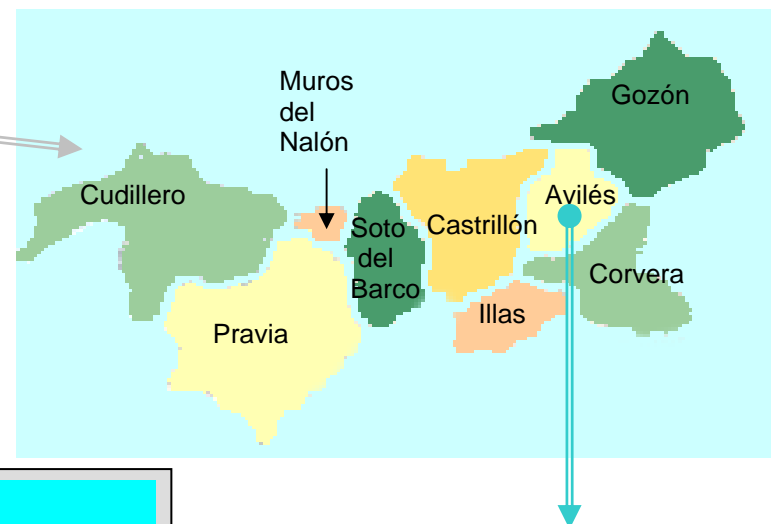 Muros
del
Nalón
Gozón
Cudillero
Avilés
Soto
del
Barco
Castrillón
Corvera
Illas
Pravia